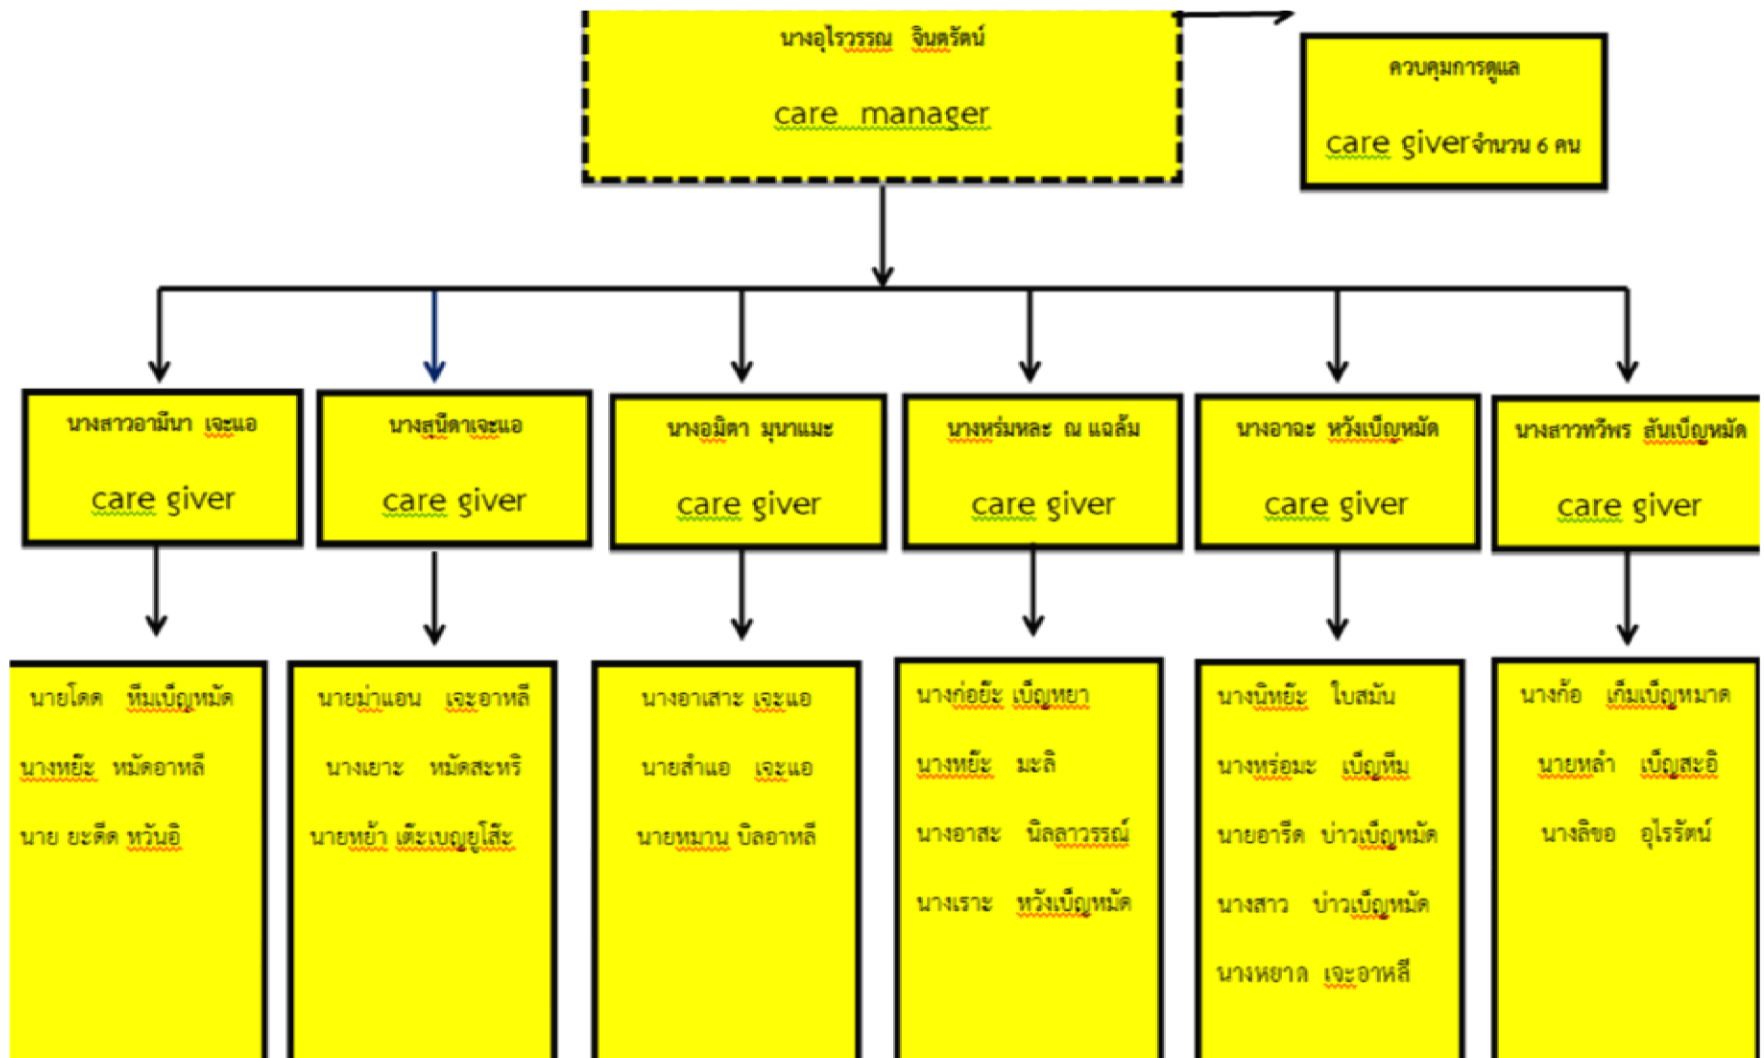 นางอุไรวรรณ จินตรัตน์
care manager
ควบคุมการดูแล
care giverจำนวน 6 คน
นางสาวอามีนา เจะแอ
care giver
นางสุนีดาเจะแอ
care giver
นางอมิตา มุนาแมะ
care giver
นางหร่มหละ ณ แฉล้ม
care giver
นางอาฉะ หวังเบ็ญหมัด
care giver
นางสาวทวีพร สันเบ็ญหมัด
care giver
นายโดด หีมเบ็ญหมัด
นางหย๊ะ หมัดอาหลี
นาย ยะดีด หวันอิ
นายม่าแอน เจะอาหลี
นางเยาะ หมัดสะหริ
นายหย้า เต๊ะเบญยูโส๊ะ
นางอาเสาะ เจะแอ
นายสำแอ เจะแอ
นายหมาน บิลอาหลี
นางก่อย๊ะ เบ็ญหยา
นางหย๊ะ มะลิ
นางอาสะ นิลลาวรรณ์
นางเราะ หวังเบ็ญหมัด
นางนิหย๊ะ ใบสมัน
นางหร่อมะ เบ็ญหีม
นายอารีด บ่าวเบ็ญหมัด
นางสาว บ่าวเบ็ญหมัด
นางหยาด เจะอาหลี
นางก้อ เก็มเบ็ญหมาด
นายหลำ เบ็ญสะอิ
นางลิขอ อุไรรัตน์